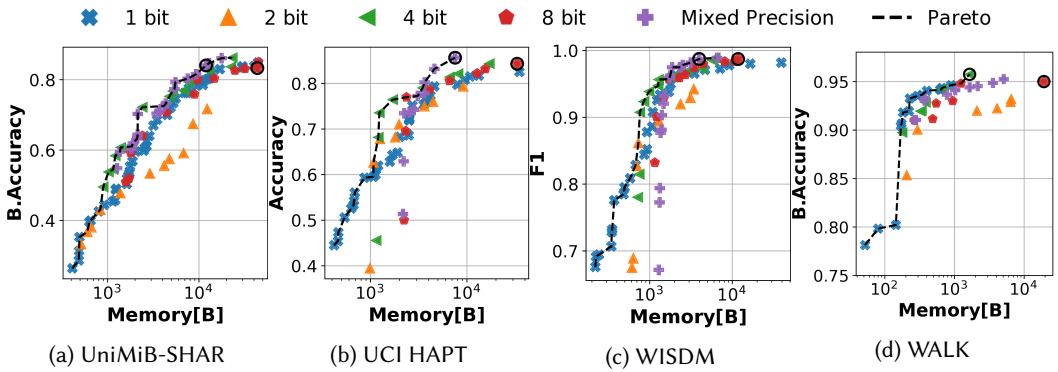 1 bit 2 bit 4 bit 8 bit Mixed Precision Pareto
B.Accuracy
0.8
0.6
0.4
10³ 10⁴
Memory[B]
(a) UniMiB-SHAR
Accuracy
0.8
0.7
0.6
0.5
0.4
10³ 10⁴
Memory[B]
(b) UCI HAPT
F1
1.0
0.9
0.8
0.7
10³ 10⁴
Memory[B]
(c) WISDM
B.Accuracy
0.95
0.90
0.85
0.80
0.75
10² 10³ 10⁴
Memory[B]
(d) WALK